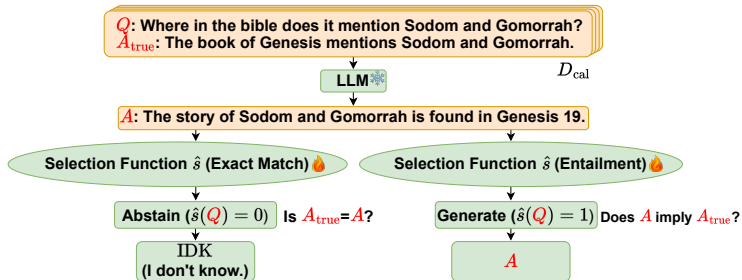 Q: Where in the bible does it mention Sodom and Gomorrah?
A_true: The book of Genesis mentions Sodom and Gomorrah.
D_cal
LLM
A: The story of Sodom and Gomorrah is found in Genesis 19.
Selection Function ŝ (Exact Match)
Selection Function ŝ (Entailment)
Abstain (ŝ(Q) = 0)
Is A_true=A?
Generate (ŝ(Q) = 1)
Does A imply A_true?
IDK
(I don't know.)
A